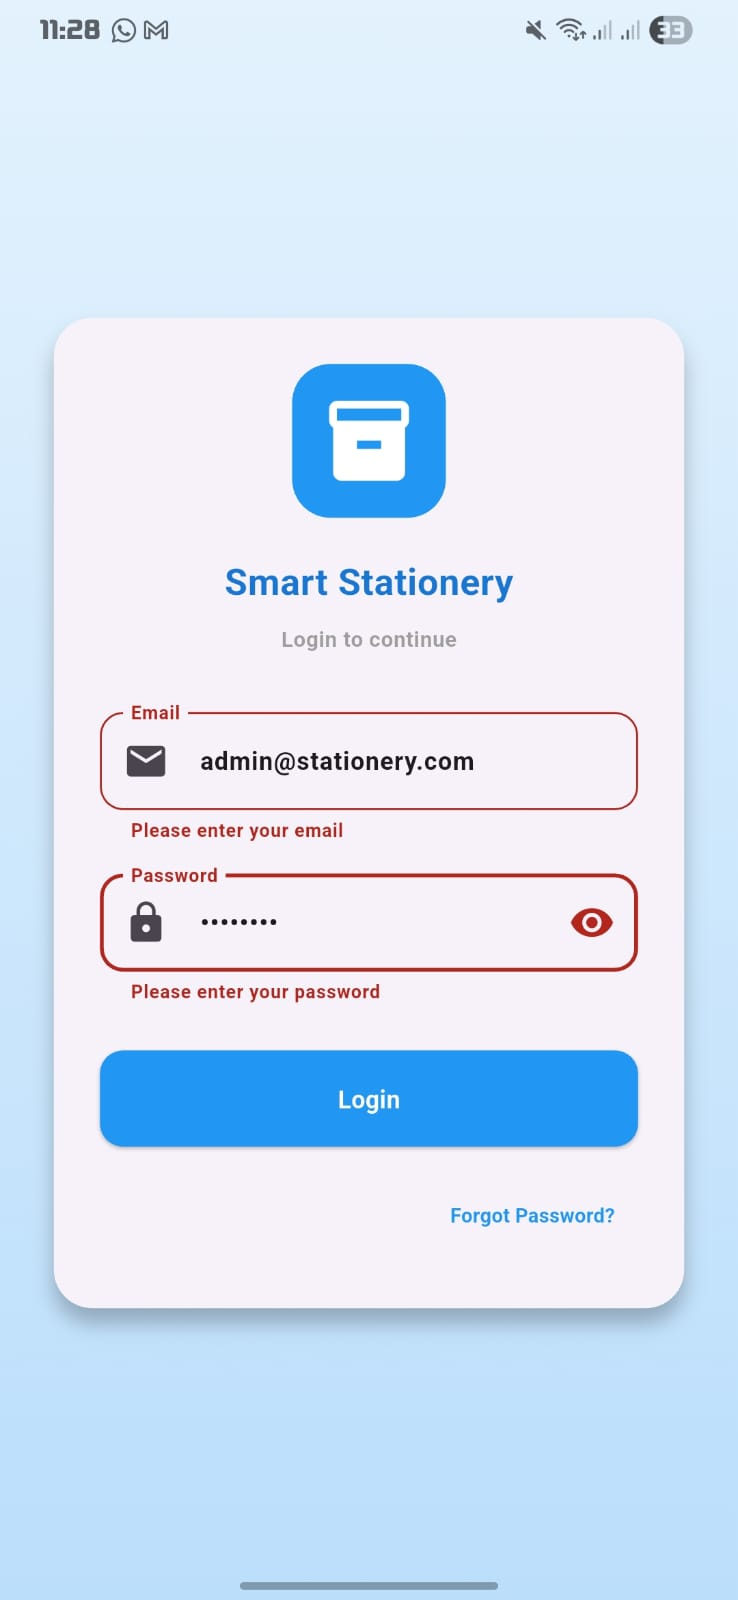 11:28
33
Smart Stationery
Login to continue
Email
admin@stationery.com
Please enter your email
Password
••••••••
Please enter your password
Login
Forgot Password?